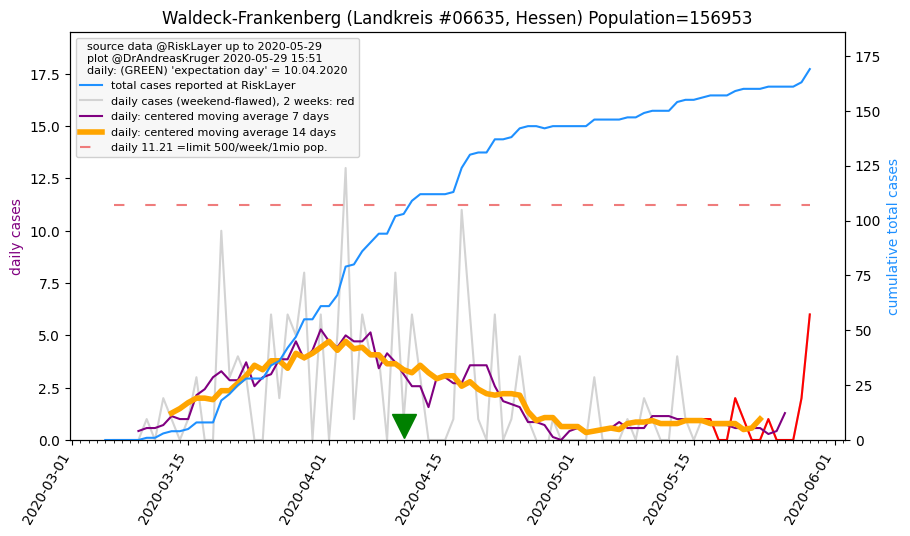 Waldeck-Frankenberg (Landkreis #06635, Hessen) Population=156953
source data @RiskLayer up to 2020-05-29
plot @DrAndreasKruger 2020-05-29 15:51
daily: (GREEN) 'expectation day' = 10.04.2020
total cases reported at RiskLayer
daily cases (weekend-flawed), 2 weeks: red
daily: centered moving average 7 days
daily: centered moving average 14 days
daily 11.21 =limit 500/week/1mio pop.
daily cases
17.5
15.0
12.5
10.0
7.5
5.0
2.5
0.0
175
150
125
100
75
50
25
0
cumulative total cases
2020-03-01
2020-03-15
2020-04-01
2020-04-15
2020-05-01
2020-05-15
2020-06-01